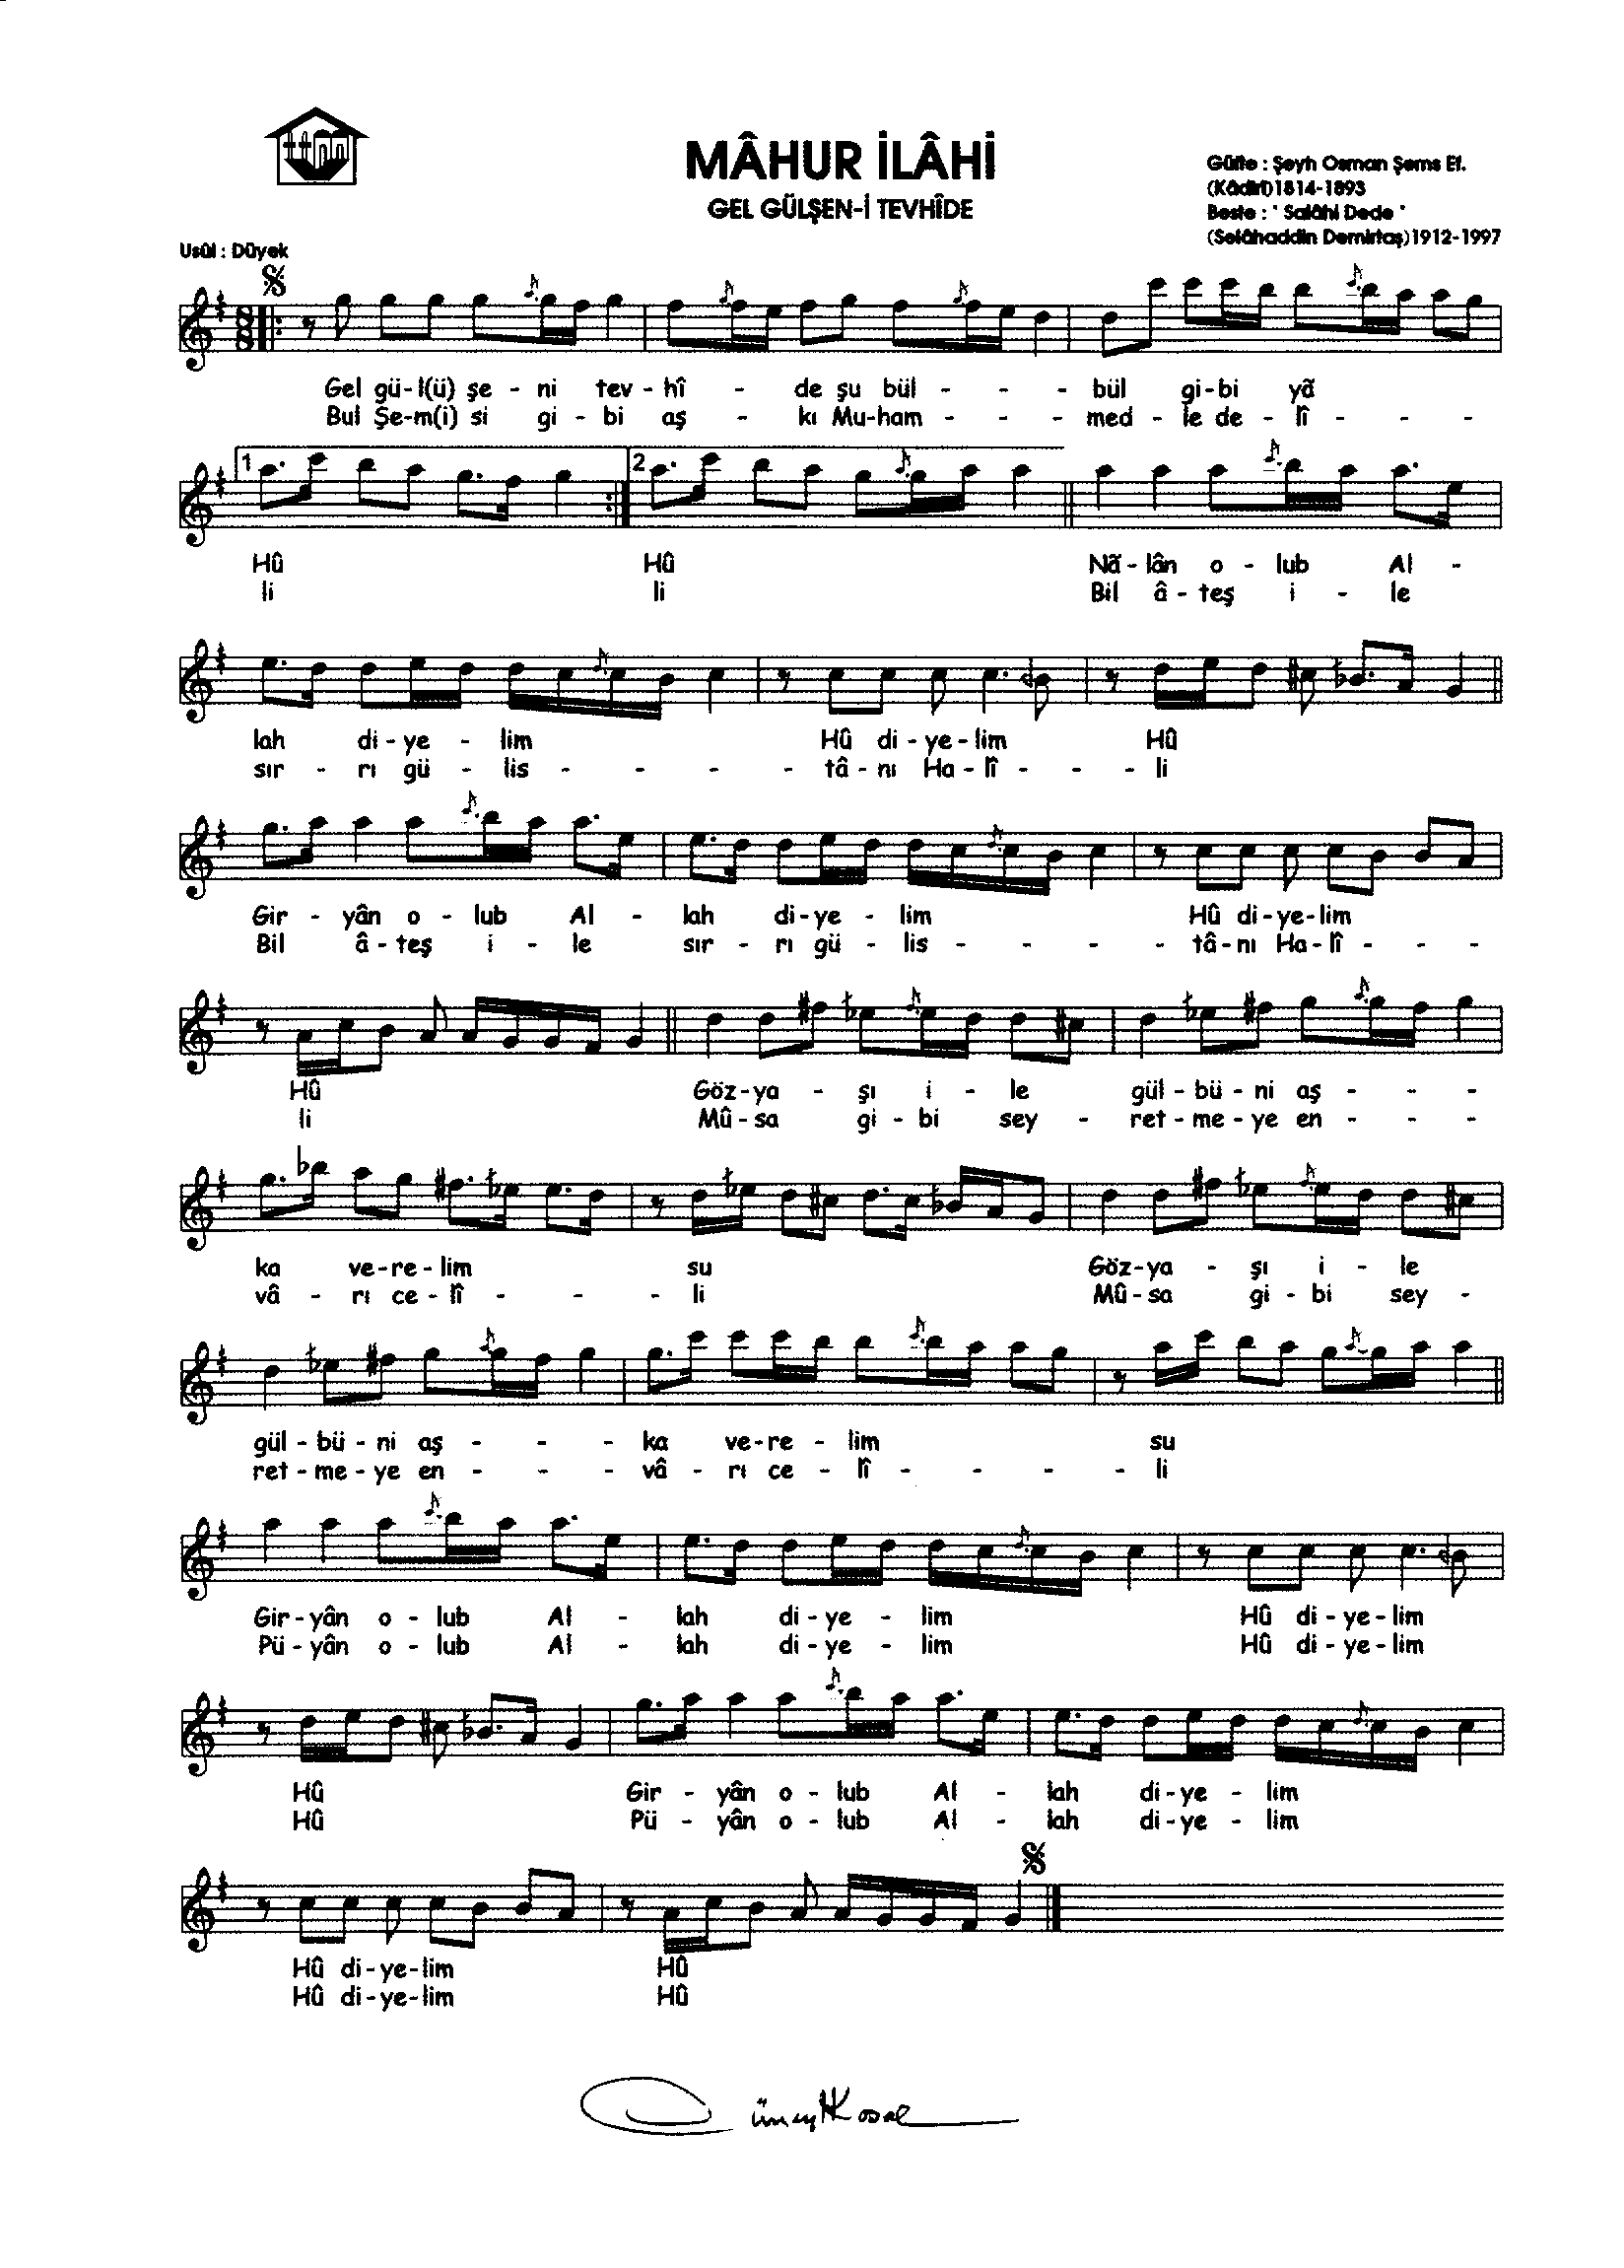 MÂHUR İLÂHİ
GEL GÜLŞEN-İ TEVHÎDE
Güfte : Şeyh Osman Şems Ef.
(Kâdirî)1814-1893
Beste : " Salâhi Dede "
(Selâhaddin Demirtaş)1912-1997
Usûl : Düyek
Gel gü-l(ü) şe - ni tev - hî - de şu bül - - - bül gi-bi yâ
Bul Şe-m(i) si gi - bi aş - kı Mu-ham - - - med - le de - lî - - -
1 2
Hû Hû Nâ - lân o - lub Al -
li li Bil â - teş i - le
lah di - ye - lim Hû di - ye - lim Hû
sır - rı gü - lis - - - - tâ - nı Ha - lî - - - li
Gir - yân o - lub Al - lah di - ye - lim Hû di - ye - lim
Bil â - teş i - le sır - rı gü - lis - - - - tâ - nı Ha - lî - - -
Hû Göz-ya - şı i - le gül - bü - ni aş - - -
li Mû - sa gi - bi sey - ret - me - ye en - - -
ka ve - re - lim su Göz-ya - şı i - le
vâ - rı ce - lî - - - li Mû - sa gi - bi sey -
gül - bü - ni aş - - - ka ve - re - lim su
ret - me - ye en - - - vâ - rı ce - lî - - - - li
Gir - yân o - lub Al - lah di - ye - lim Hû di - ye - lim
Pü - yân o - lub Al - lah di - ye - lim Hû di - ye - lim
Hû Gir - yân o - lub Al - lah di - ye - lim
Hû Pü - yân o - lub Al - lah di - ye - lim
Hû di - ye - lim Hû
Hû di - ye - lim Hû
Cüneyt Kosal